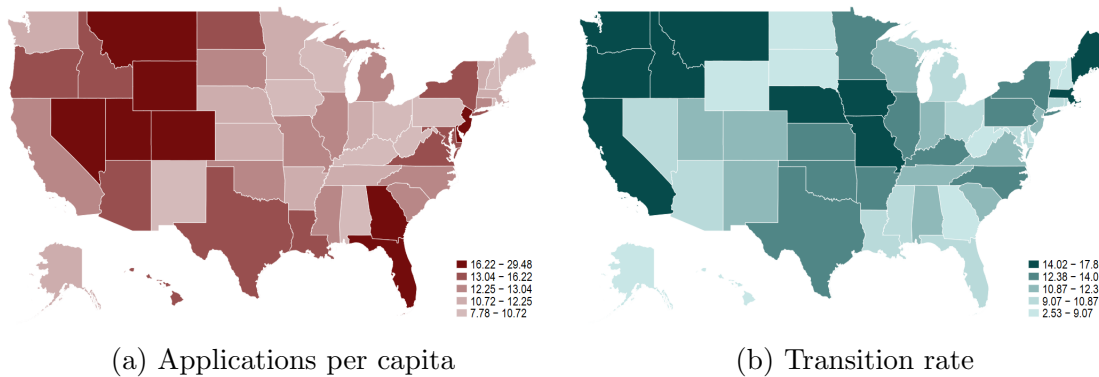 16.22 – 29.48
13.04 – 16.22
12.25 – 13.04
10.72 – 12.25
7.78 – 10.72
14.02 – 17.8
12.38 – 14.0
10.87 – 12.3
9.07 – 10.87
2.53 – 9.07
(a) Applications per capita
(b) Transition rate